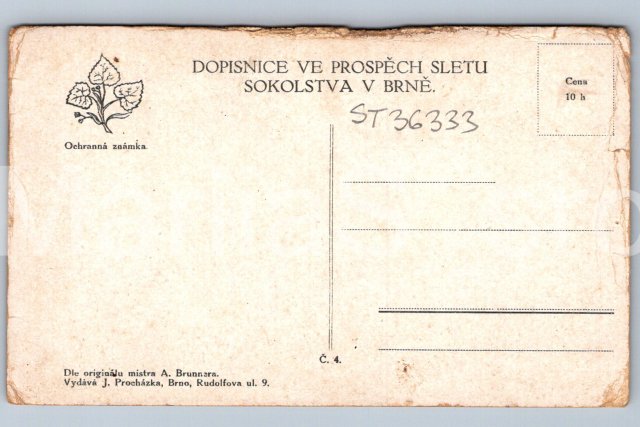 DOPISNICE VE PROSPĚCH SLETU
SOKOLSTVA V BRNĚ.
Cena
10 h
ST36333
Ochranná známka
Č. 4.
Dle originálu mistra A. Brunnera.
Vydává J. Procházka, Brno, Rudolfova ul. 9.